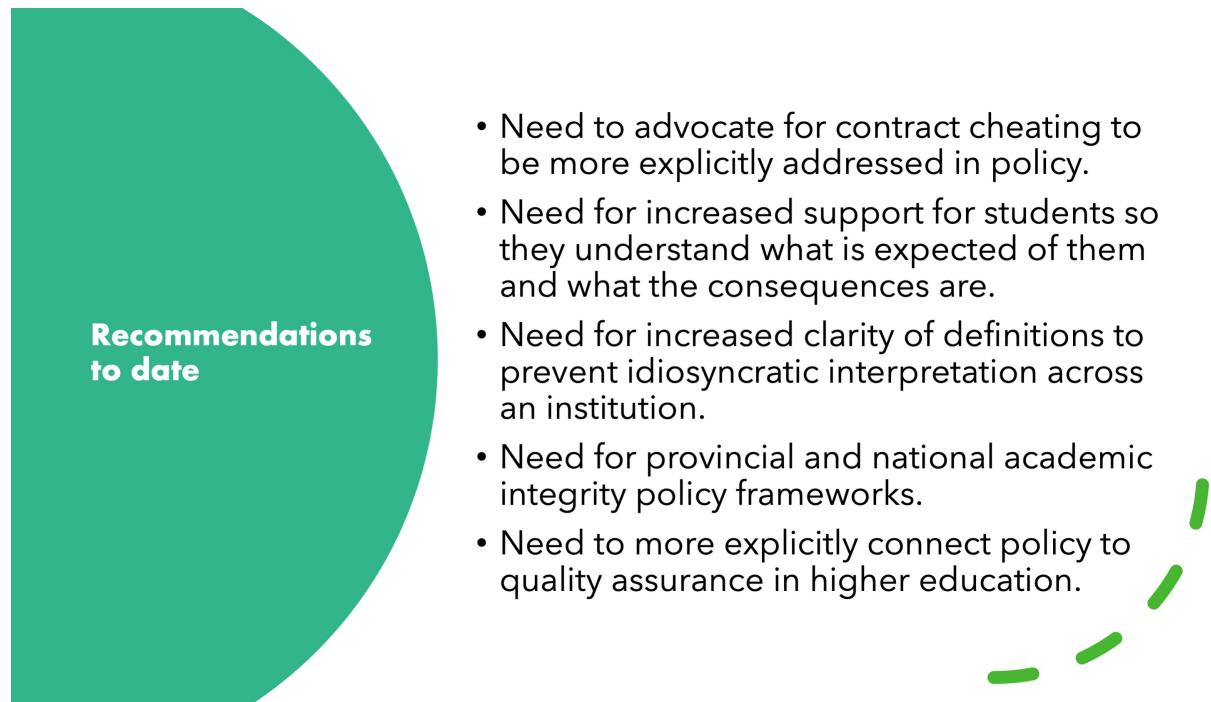 Recommendations
to date
• Need to advocate for contract cheating to
be more explicitly addressed in policy.
• Need for increased support for students so
they understand what is expected of them
and what the consequences are.
• Need for increased clarity of definitions to
prevent idiosyncratic interpretation across
an institution.
• Need for provincial and national academic
integrity policy frameworks.
• Need to more explicitly connect policy to
quality assurance in higher education.